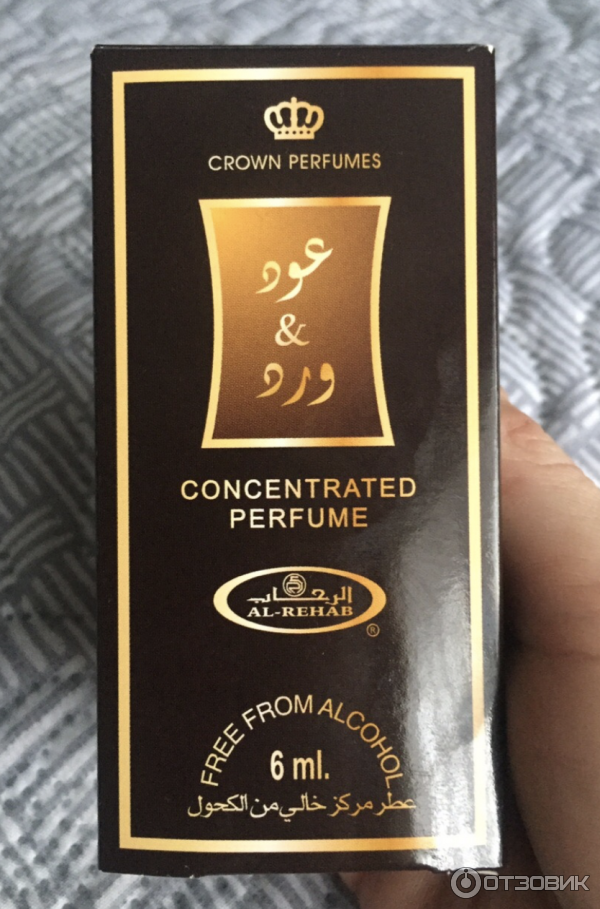 CROWN PERFUMES
عود
&
ورد
CONCENTRATED
PERFUME
الرحاب
AL-REHAB
®
FREE FROM ALCOHOL
6 ml.
عطر مركز خالي من الكحول
ОТЗОВИК